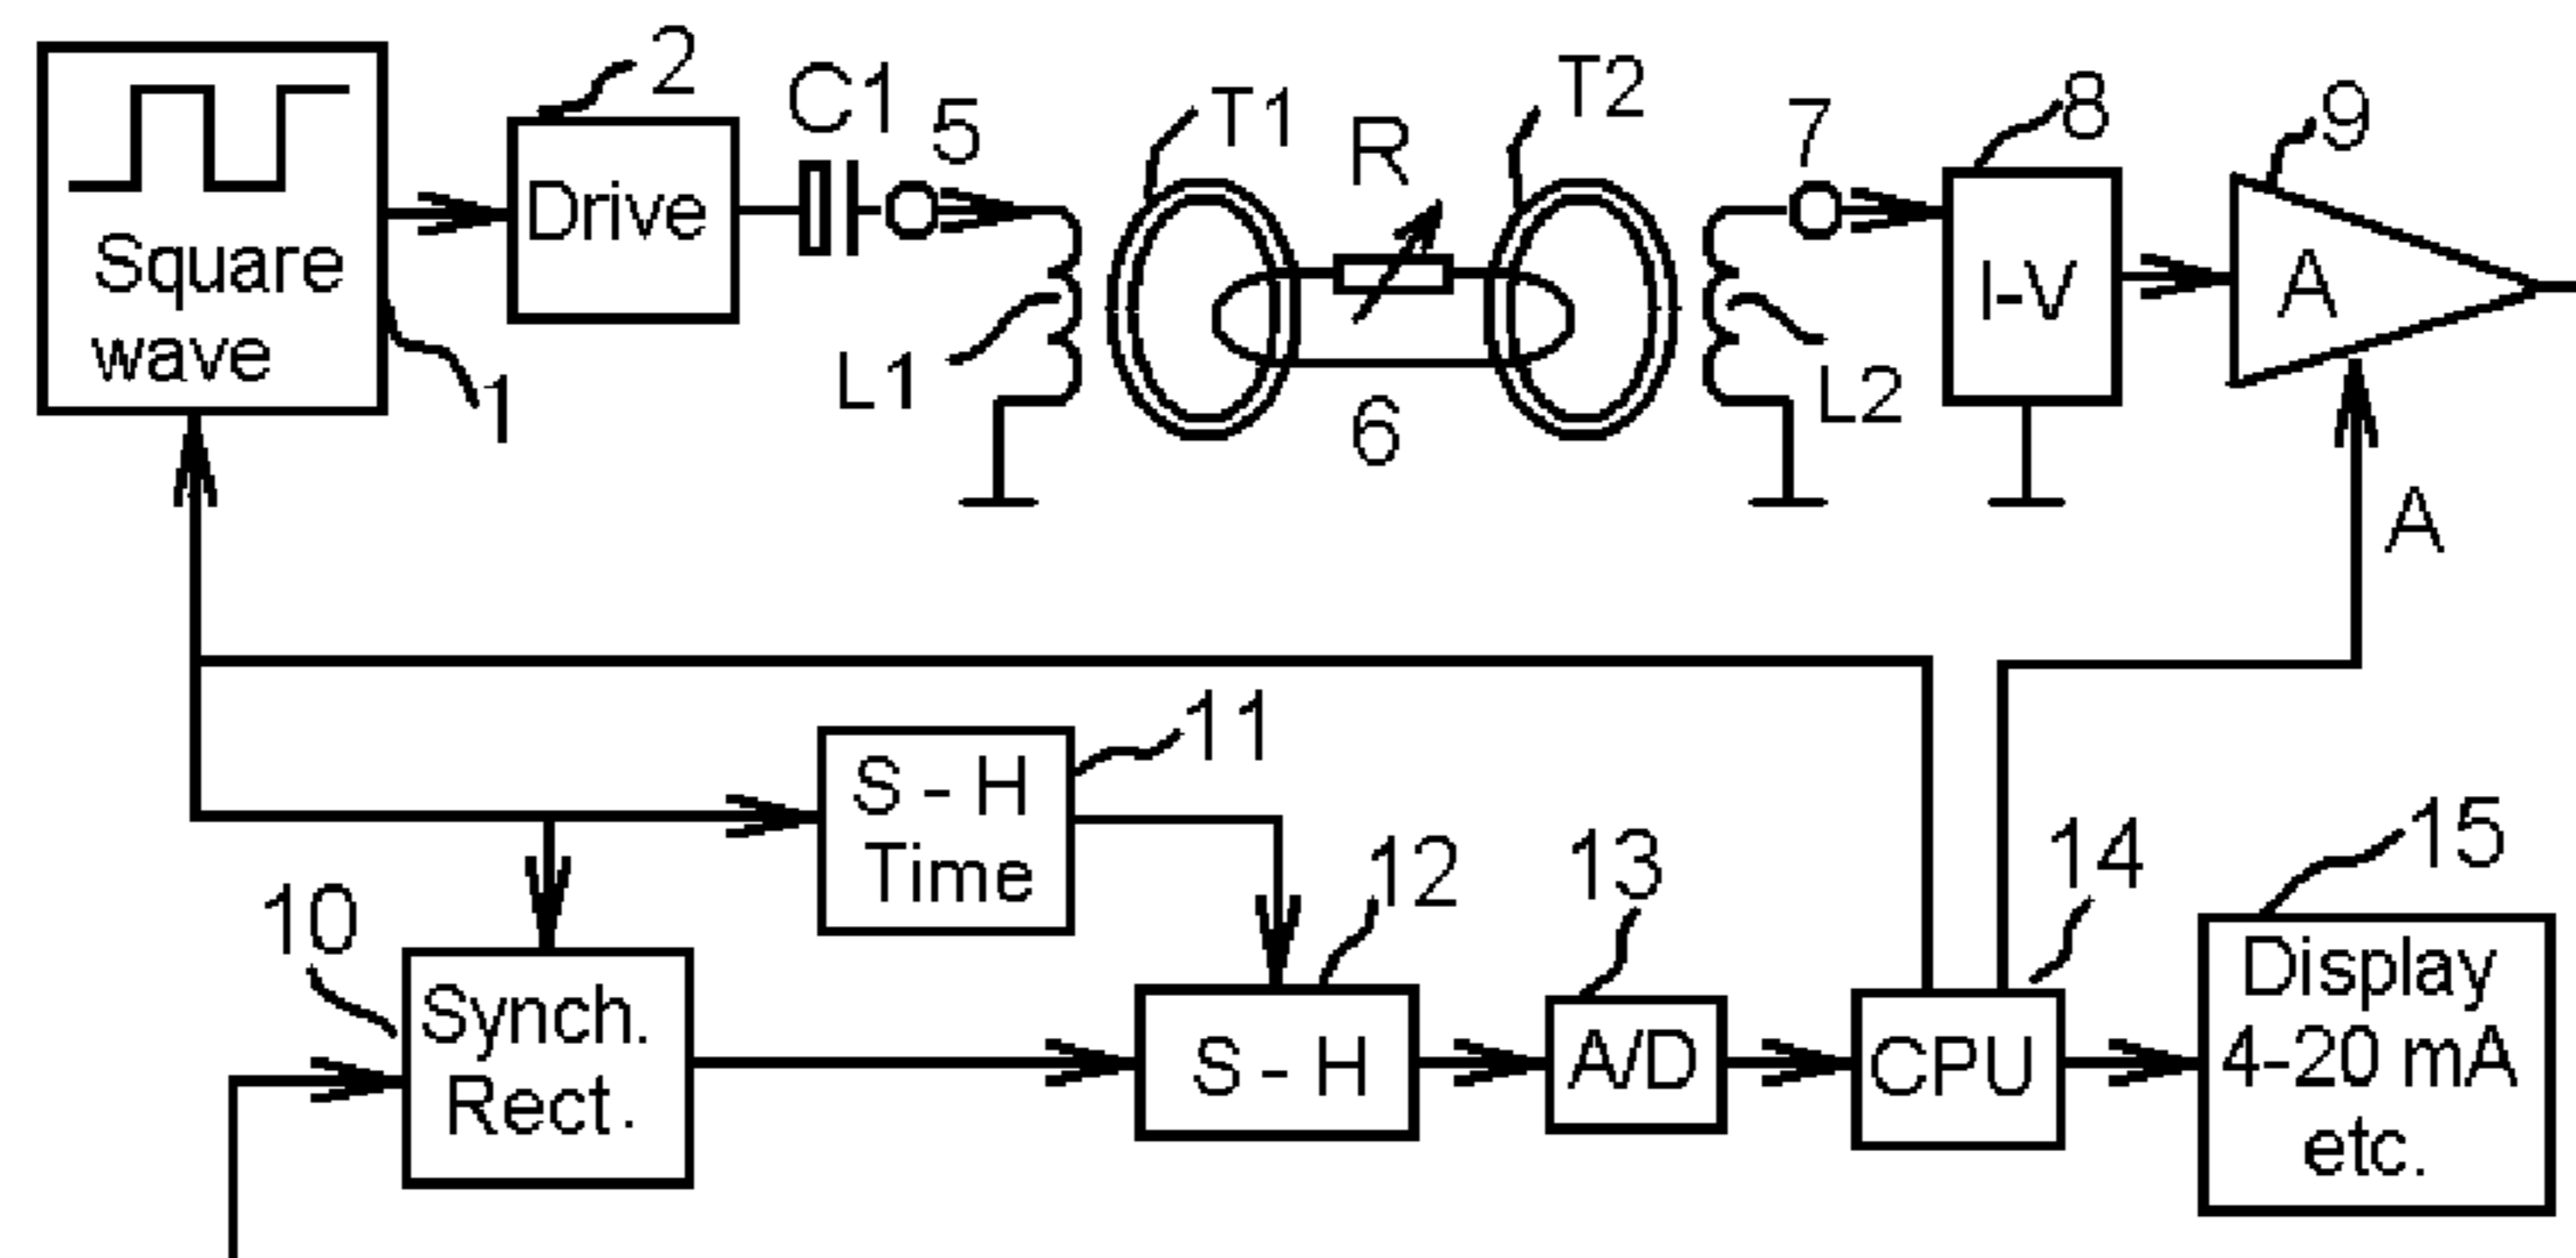 2
C1
5
T1
R
T2
7
8
9
Square
wave
Drive
I-V
A
1
L1
6
L2
A
11
S - H
Time
10
12
13
14
15
Synch.
Rect.
S - H
A/D
CPU
Display
4-20 mA
etc.